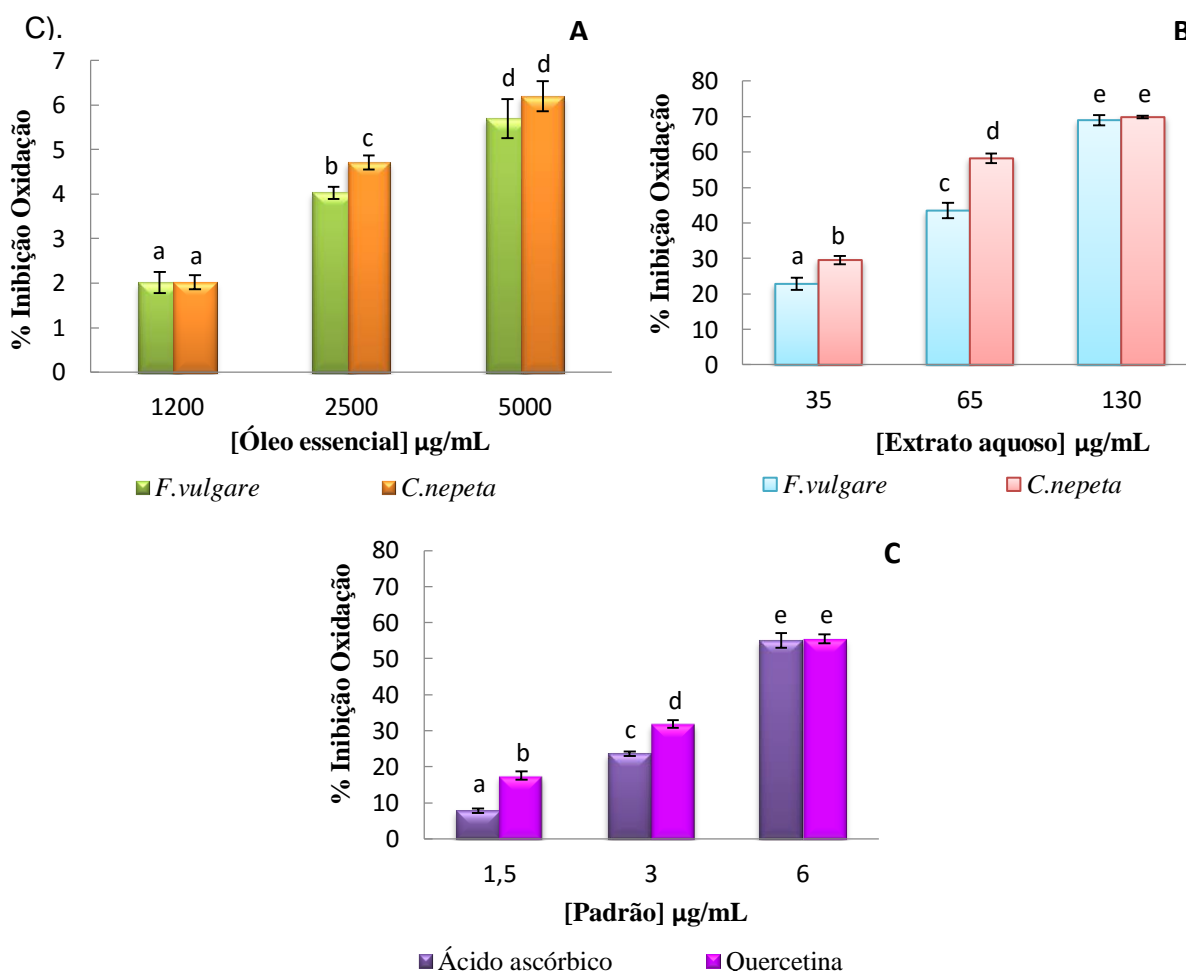 C).
A
% Inibição Oxidação
7
6
5
4
3
2
1
0
a a
b c
d d
1200 2500 5000
[Óleo essencial] µg/mL
F.vulgare C.nepeta
B
% Inibição Oxidação
80
70
60
50
40
30
20
10
0
a b
c d
e e
35 65 130
[Extrato aquoso] µg/mL
F.vulgare C.nepeta
C
% Inibição Oxidação
80
70
60
50
40
30
20
10
0
a b
c d
e e
1,5 3 6
[Padrão] µg/mL
Ácido ascórbico Quercetina